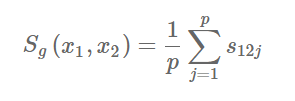 S_g (x_1, x_2) = \frac{1}{p} \sum_{j=1}^{p} s_{12j}